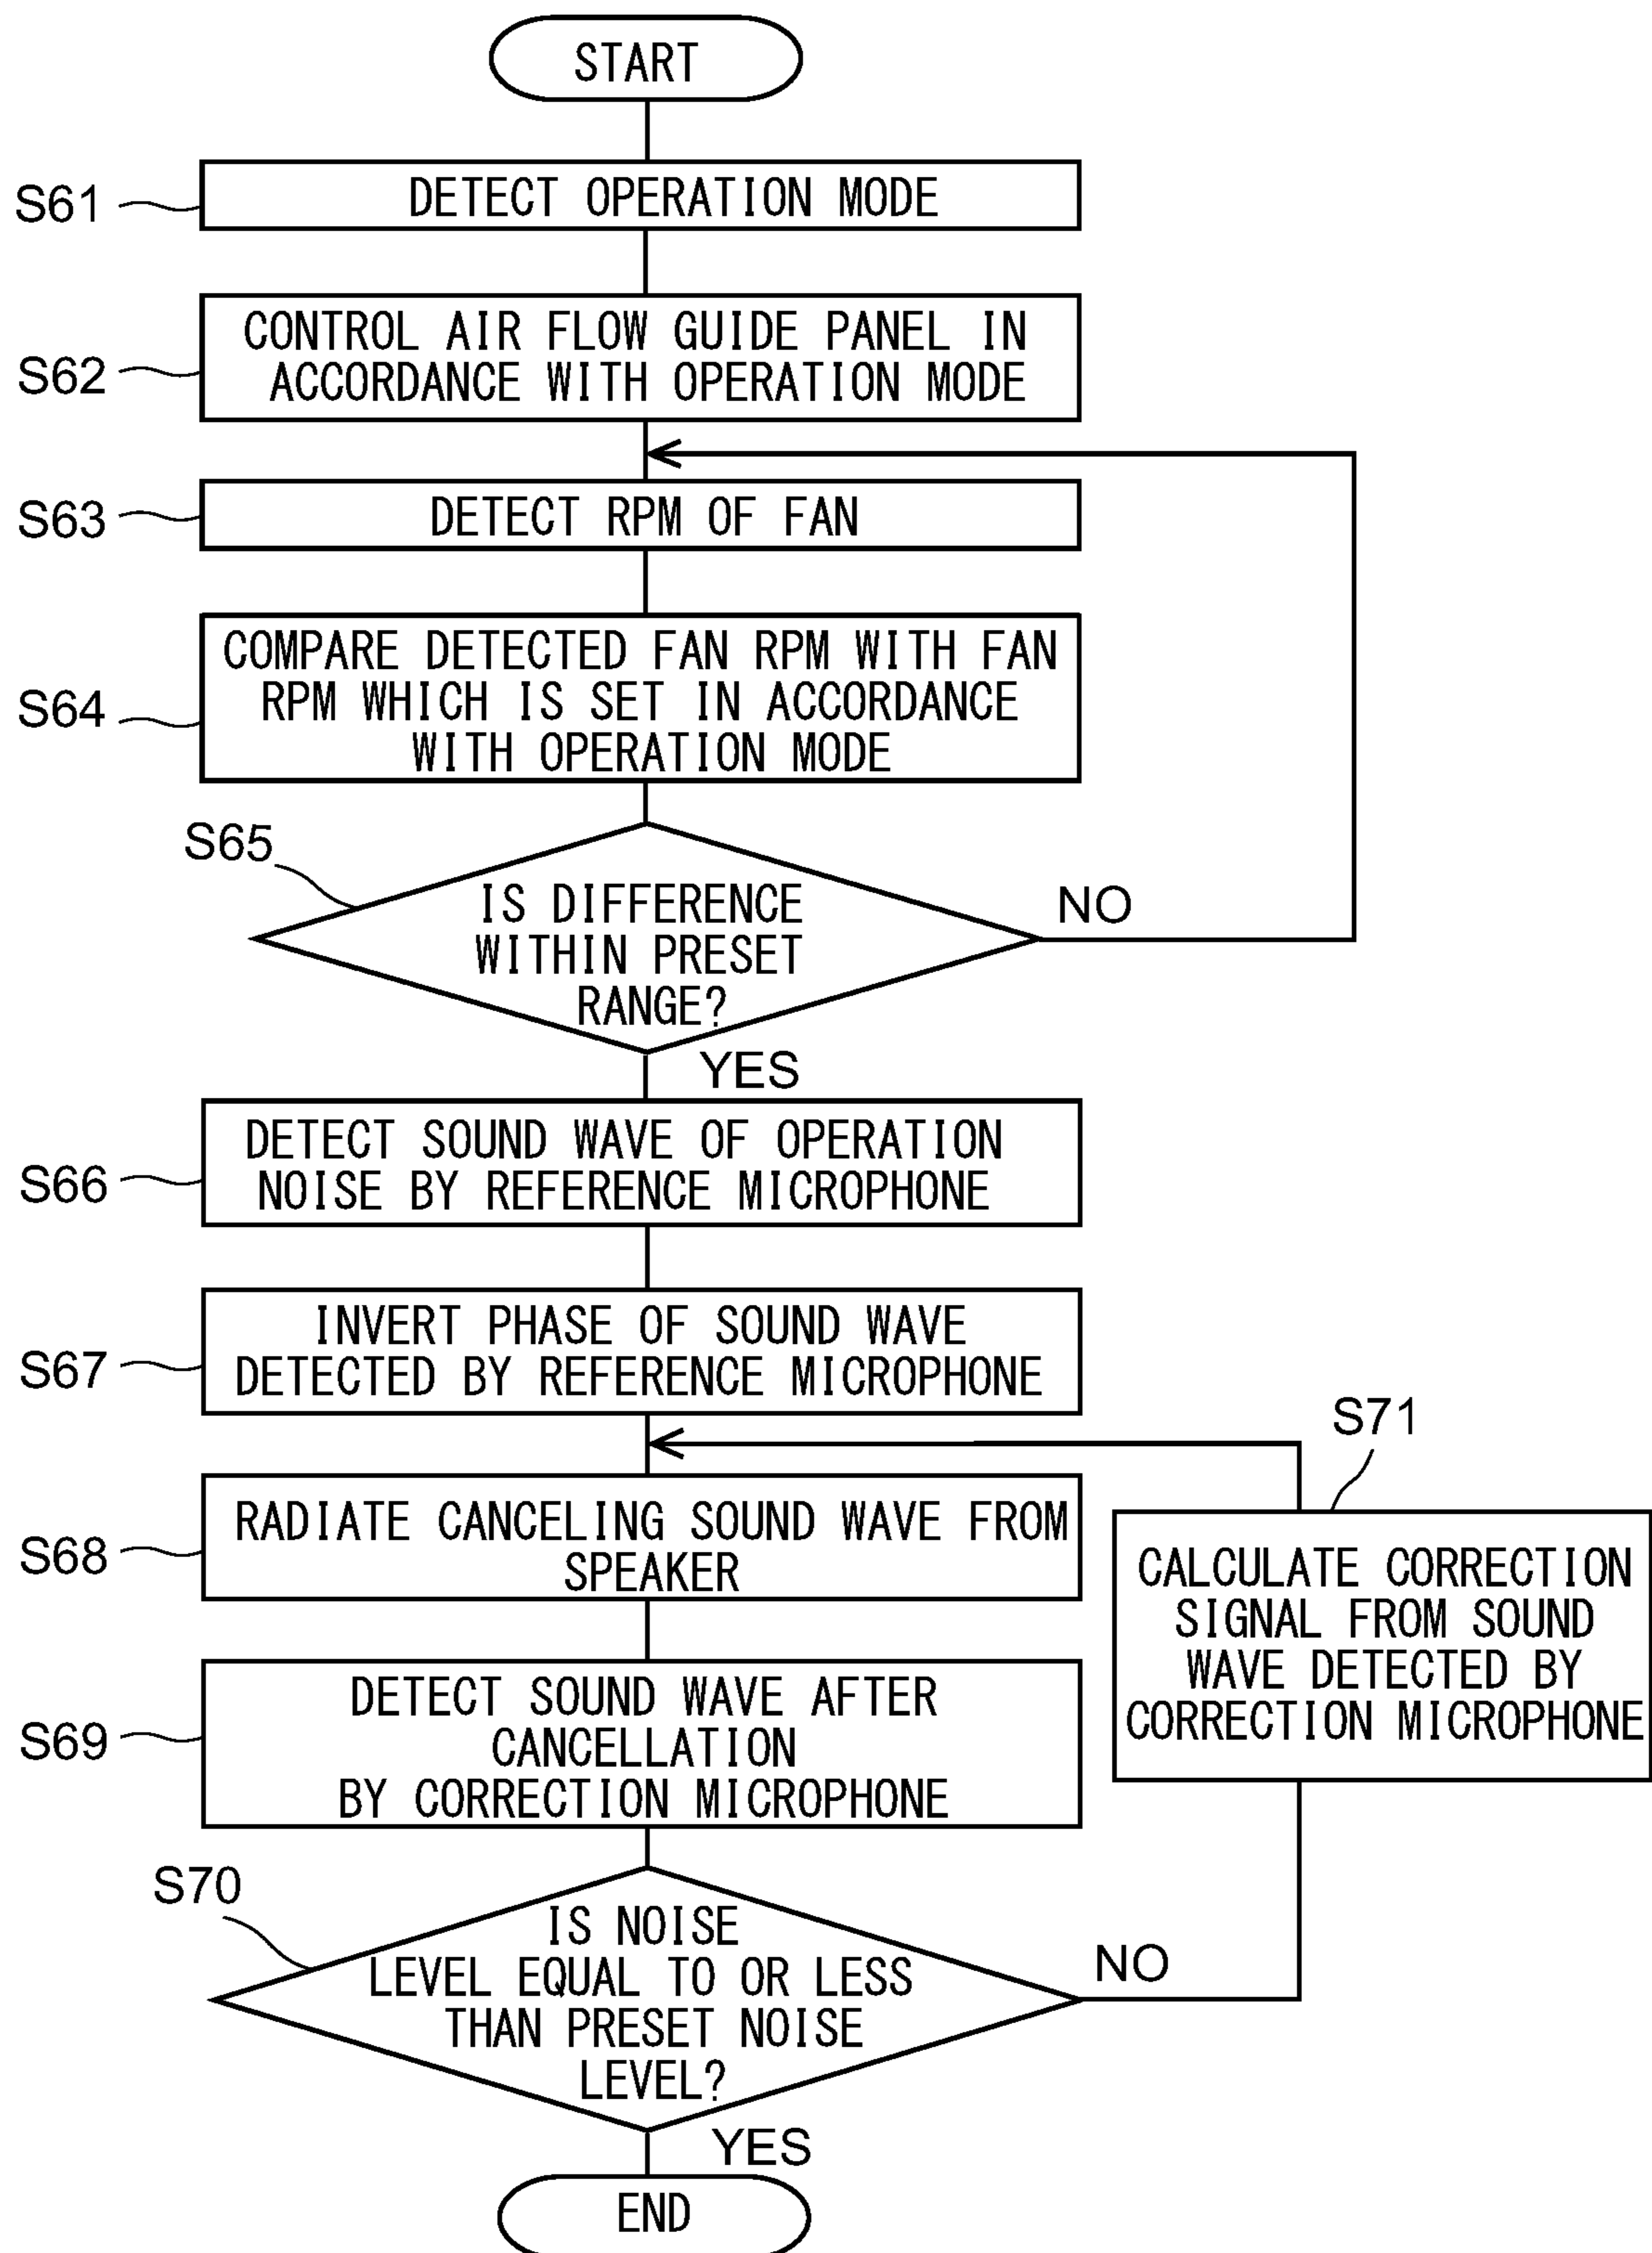 START
S61
DETECT OPERATION MODE
S62
CONTROL AIR FLOW GUIDE PANEL IN
ACCORDANCE WITH OPERATION MODE
S63
DETECT RPM OF FAN
S64
COMPARE DETECTED FAN RPM WITH FAN
RPM WHICH IS SET IN ACCORDANCE
WITH OPERATION MODE
S65
IS DIFFERENCE
WITHIN PRESET
RANGE?
NO
YES
S66
DETECT SOUND WAVE OF OPERATION
NOISE BY REFERENCE MICROPHONE
S67
INVERT PHASE OF SOUND WAVE
DETECTED BY REFERENCE MICROPHONE
S68
RADIATE CANCELING SOUND WAVE FROM
SPEAKER
S71
CALCULATE CORRECTION
SIGNAL FROM SOUND
WAVE DETECTED BY
CORRECTION MICROPHONE
S69
DETECT SOUND WAVE AFTER
CANCELLATION
BY CORRECTION MICROPHONE
S70
IS NOISE
LEVEL EQUAL TO OR LESS
THAN PRESET NOISE
LEVEL?
NO
YES
END